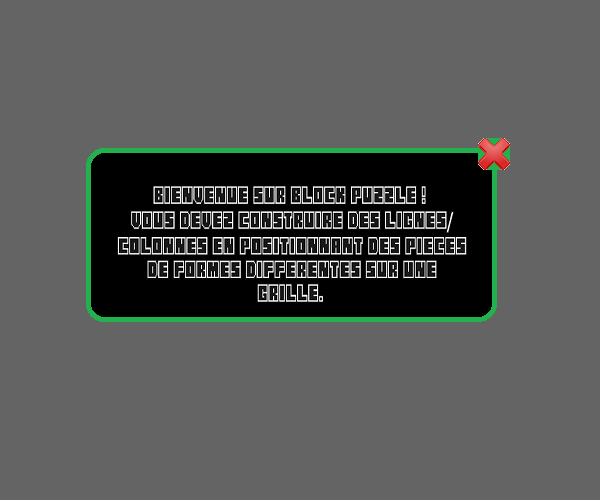 BIENVENUE SUR BLOCK PUZZLE !
VOUS DEVEZ CONSTRUIRE DES LIGNES/
COLONNES EN POSITIONNANT DES PIECES
DE FORMES DIFFERENTES SUR UNE
GRILLE.